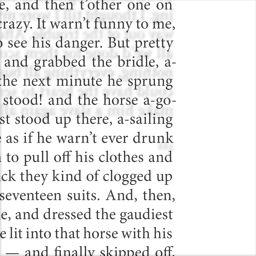 , and then t'other one on
crazy. It warn't funny to me,
see his danger. But pretty
and grabbed the bridle, a-
the next minute he sprung
stood! and the horse a-go-
stood up there, a-sailing
as if he warn't ever drunk
to pull off his clothes and
they kind of clogged up
seventeen suits. And, then,
, and dressed the gaudiest
lit into that horse with his
— and finally skipped off,